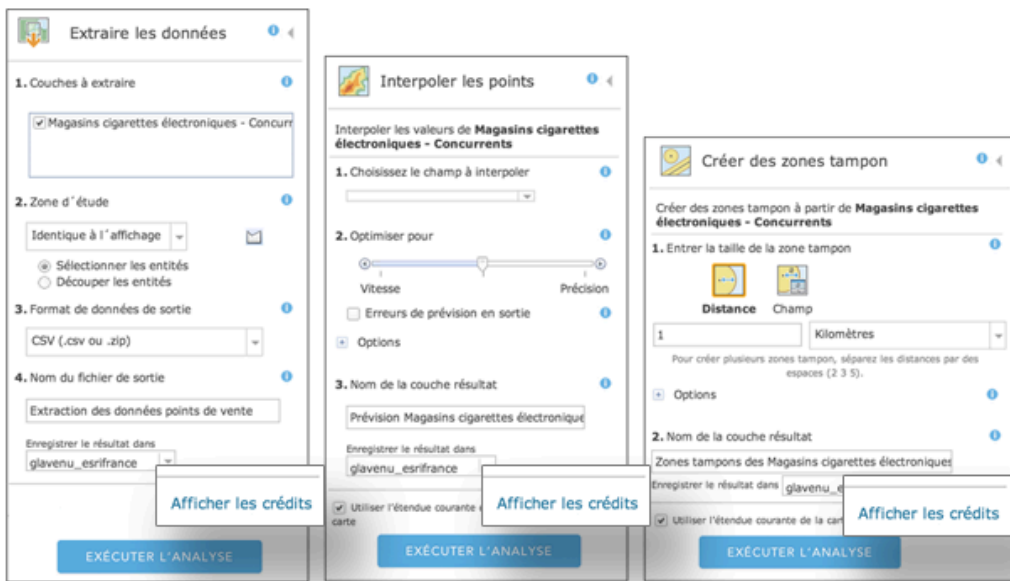 Extraire les données
1. Couches à extraire
Magasins cigarettes électroniques - Concurr
2. Zone d´étude
Identique à l´affichage
Sélectionner les entités
Découper les entités
3. Format de données de sortie
CSV (.csv ou .zip)
4. Nom du fichier de sortie
Extraction des données points de vente
Enregistrer le résultat dans
glavenu_esrifrance
Afficher les crédits
EXÉCUTER L'ANALYSE
Interpoler les points
Interpoler les valeurs de Magasins cigarettes
électroniques - Concurrents
1. Choisissez le champ à interpoler
2. Optimiser pour
Vitesse
Précision
Erreurs de prévision en sortie
Options
3. Nom de la couche résultat
Prévision Magasins cigarettes électronique
Enregistrer le résultat dans
glavenu_esrifrance
Utiliser l'étendue courante
carte
Afficher les crédits
EXÉCUTER L'ANALYSE
Créer des zones tampon
Créer des zones tampon à partir de Magasins cigarettes
électroniques - Concurrents
1. Entrer la taille de la zone tampon
Distance
Champ
1
Kilomètres
Pour créer plusieurs zones tampon, séparez les distances par des
espaces (2 3 5).
Options
2. Nom de la couche résultat
Zones tampons des Magasins cigarettes électroniques
Enregistrer le résultat dans
glavenu_e
Utiliser l'étendue courante de la cart
Afficher les crédits
EXÉCUTER L'ANALYSE